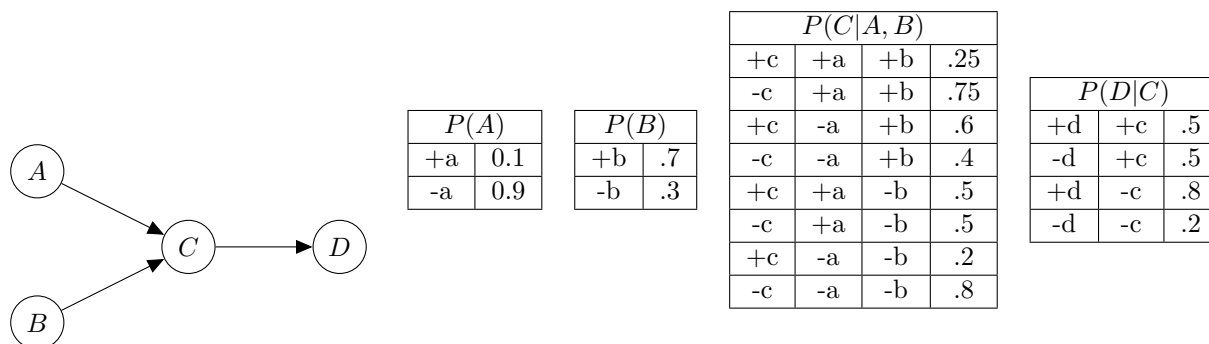 A
B
C
D
P(A)
+a 0.1
-a 0.9
P(B)
+b .7
-b .3
P(C|A, B)
+c +a +b .25
-c +a +b .75
+c -a +b .6
-c -a +b .4
+c +a -b .5
-c +a -b .5
+c -a -b .2
-c -a -b .8
P(D|C)
+d +c .5
-d +c .5
+d -c .8
-d -c .2